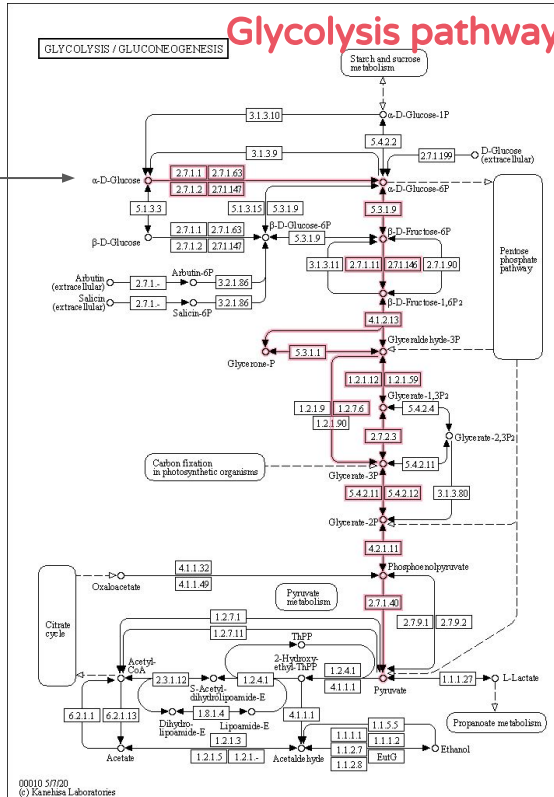 Glycolysis pathway
GLYCOLYSIS / GLUCONEOGENESIS
Starch and sucrose
metabolism
3.1.3.10
α-D-Glucose-1P
5.4.2.2
3.1.3.9
2.7.1.199
D-Glucose
(extracellular)
α-D-Glucose
2.7.1.1
2.7.1.63
2.7.1.2
2.7.1.147
α-D-Glucose-6P
5.1.3.3
5.1.3.15
5.3.1.9
5.3.1.9
β-D-Glucose-6P
β-D-Fructose-6P
β-D-Glucose
2.7.1.1
2.7.1.63
2.7.1.2
2.7.1.147
5.3.1.9
Pentose
phosphate
pathway
3.1.3.11
2.7.1.11
2.7.1.146
2.7.1.90
Arbutin
(extracellular)
2.7.1.-
Arbutin-6P
3.2.1.86
Salicin
(extracellular)
2.7.1.-
Salicin-6P
3.2.1.86
β-D-Fructose-1,6P2
4.1.2.13
Glyceraldehyde-3P
5.3.1.1
Glycerone-P
1.2.1.12
1.2.1.59
Glycerate-1,3P2
1.2.1.9
1.2.7.6
1.2.1.90
5.4.2.4
2.7.2.3
Glycerate-2,3P2
Carbon fixation
in photosynthetic organisms
5.4.2.11
Glycerate-3P
5.4.2.11
5.4.2.12
3.1.3.80
Glycerate-2P
4.2.1.11
4.1.1.32
Phosphoenolpyruvate
Oxaloacetate
4.1.1.49
Citrate
cycle
Pyruvate
metabolism
2.7.1.40
1.2.7.1
2.7.9.1
2.7.9.2
1.2.7.11
ThPP
Acetyl-
CoA
2-Hydroxy-
ethyl-ThPP
1.2.4.1
2.3.1.12
1.2.4.1
4.1.1.1
Pyruvate
1.1.1.27
L-Lactate
S-Acetyl-
dihydrolipoamide-E
6.2.1.1
6.2.1.13
1.8.1.4
Dihydro-
lipoamide-E
Lipoamide-E
4.1.1.1
Propanoate metabolism
1.1.5.5
1.1.1.1
1.1.1.2
1.2.1.3
1.1.2.7
EutG
Ethanol
Acetate
1.2.1.5
1.2.1.-
Acetaldehyde
1.1.2.8
00010 5/7/20
(c) Kanehisa Laboratories